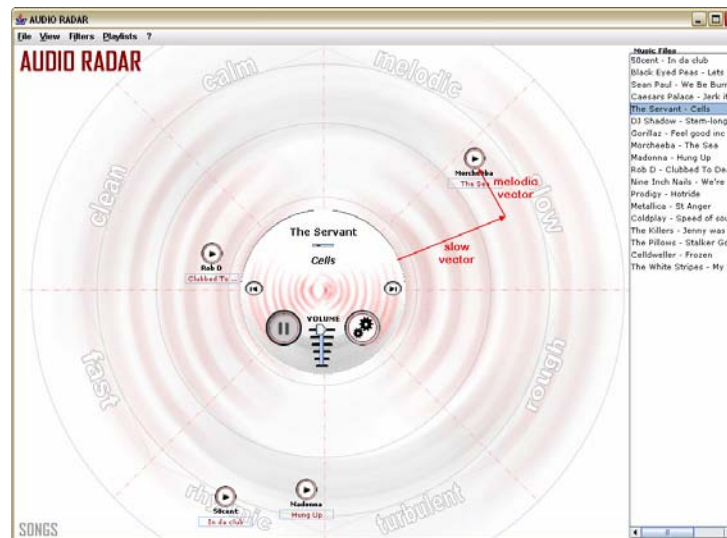 AUDIO RADAR
File View Filters Playlists ?
AUDIO RADAR
calm
melodic
clean
slow
fast
rough
rhythmic
turbulent
Morcheeba
The Sea
melodic
vector
slow
vector
The Servant
Cells
VOLUME
Rob D
Clubbed To ...
50cent
In da club
Madonna
Hung Up
SONGS
Music Files
50cent - In da club
Black Eyed Peas - Lets
Sean Paul - We Be Burn
Caesars Palace - Jerk it
The Servant - Cells
DJ Shadow - Stem-long
Gorillaz - Feel good inc
Morcheeba - The Sea
Madonna - Hung Up
Rob D - Clubbed To De
Nine Inch Nails - We're
Prodigy - Hotride
Metallica - St Anger
Coldplay - Speed of sou
The Killers - Jenny was
The Pillows - Stalker Go
Celldweller - Frozen
The White Stripes - My